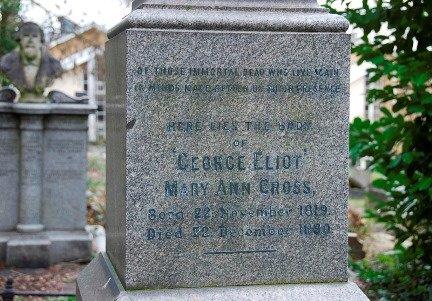 OF THOSE IMMORTAL DEAD WHO LIVE AGAIN
IN MINDS MADE BETTER BY THEIR PRESENCE
HERE LIES THE BODY
OF
'GEORGE ELIOT'
MARY ANN CROSS,
Born 22. November 1819.
Died 22. December 1880.